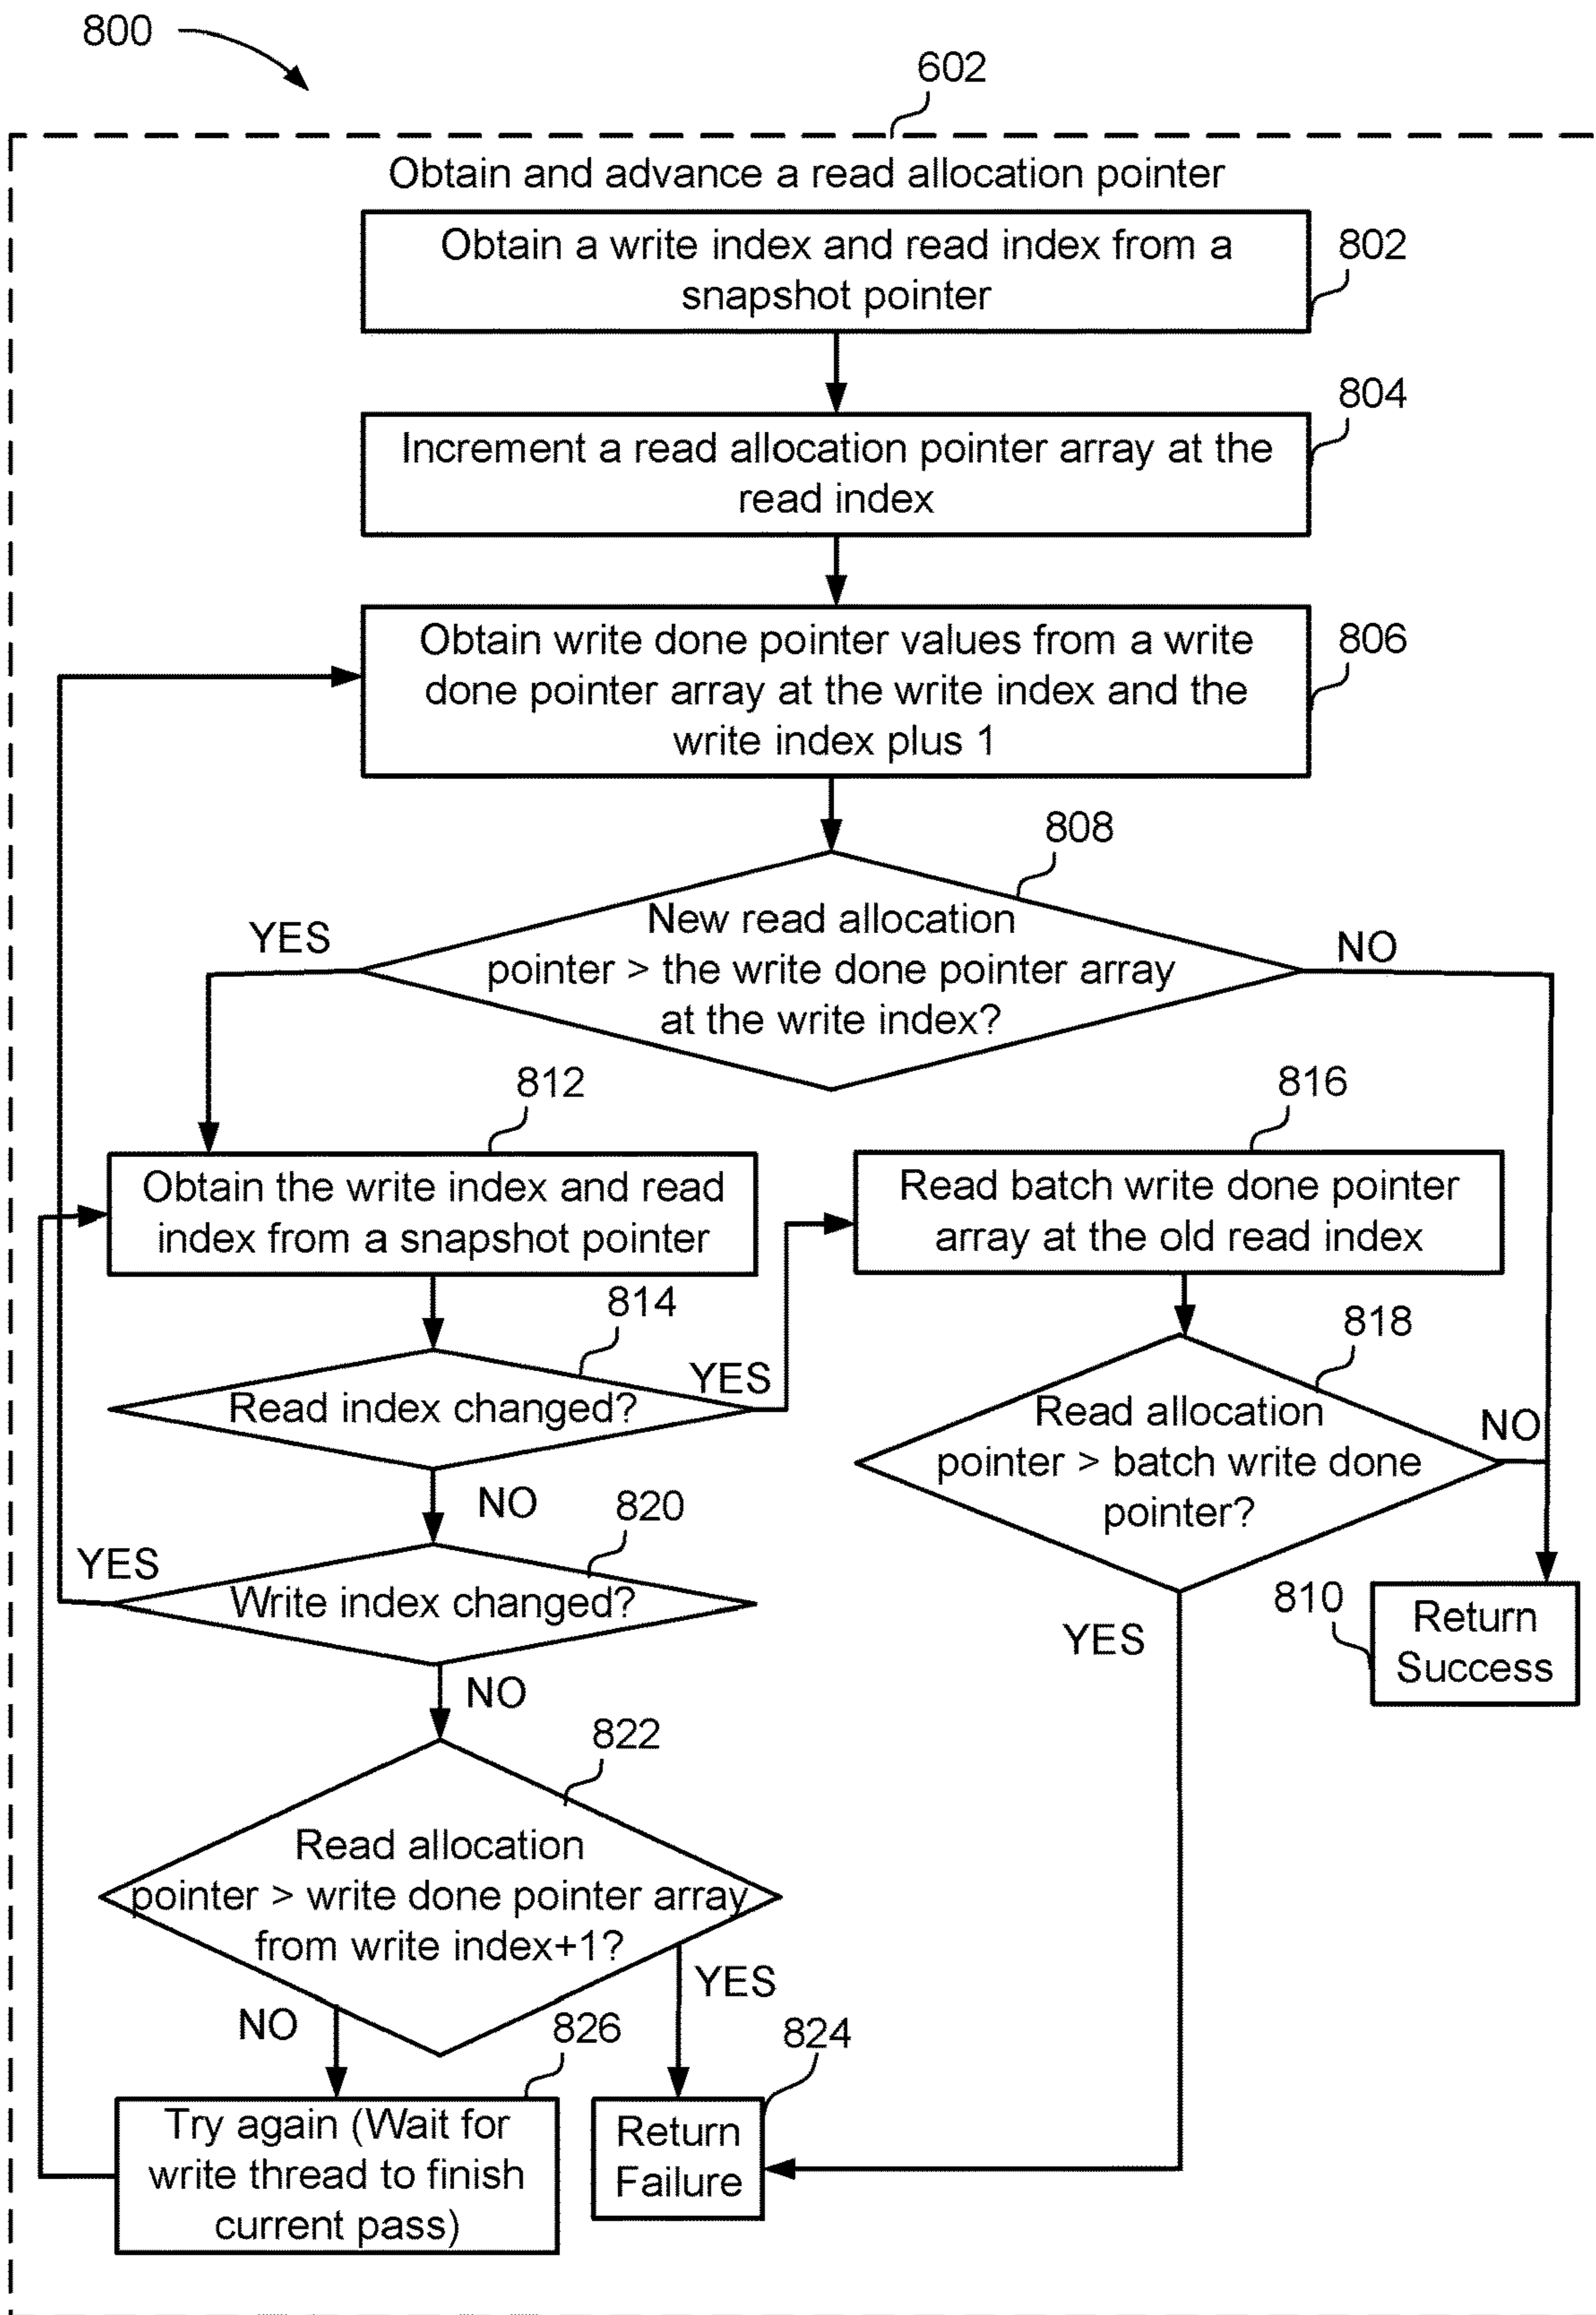 800
602
Obtain and advance a read allocation pointer
Obtain a write index and read index from a
snapshot pointer
802
804
Increment a read allocation pointer array at the
read index
Obtain write done pointer values from a write
done pointer array at the write index and the
write index plus 1
806
808
New read allocation
pointer > the write done pointer array
at the write index?
YES
NO
812
816
Obtain the write index and read
index from a snapshot pointer
Read batch write done pointer
array at the old read index
814
818
Read index changed?
YES
Read allocation
pointer > batch write done
pointer?
NO
NO
820
YES
Write index changed?
810
Return
Success
YES
NO
822
Read allocation
pointer > write done pointer array
from write index+1?
YES
NO
826
824
Try again (Wait for
write thread to finish
current pass)
Return
Failure